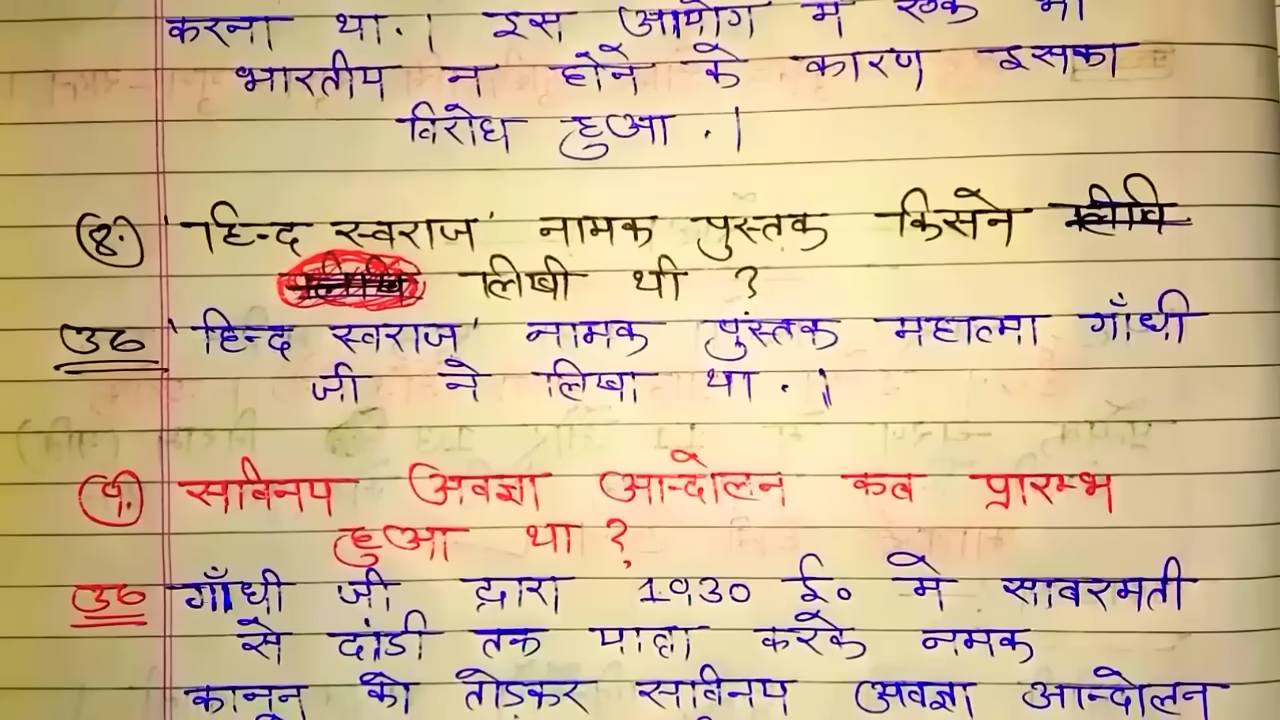 करना था.। इस आयोग में एक भी
भारतीय न होने के कारण इसका
विरोध हुआ .।
(8.) 'हिन्द स्वराज' नामक पुस्तक किसने
लिखी थी ?
उ० 'हिन्द स्वराज' नामक पुस्तक महात्मा गाँधी
जी ने लिखा था .।
(9.) सविनय अवज्ञा आन्दोलन कब प्रारम्भ
हुआ था ?
उ० गाँधी जी द्वारा 1930 ई० मे साबरमती
से दांडी तक यात्रा करके नमक
कानून को तोड़कर सविनय अवज्ञा आन्दोलन